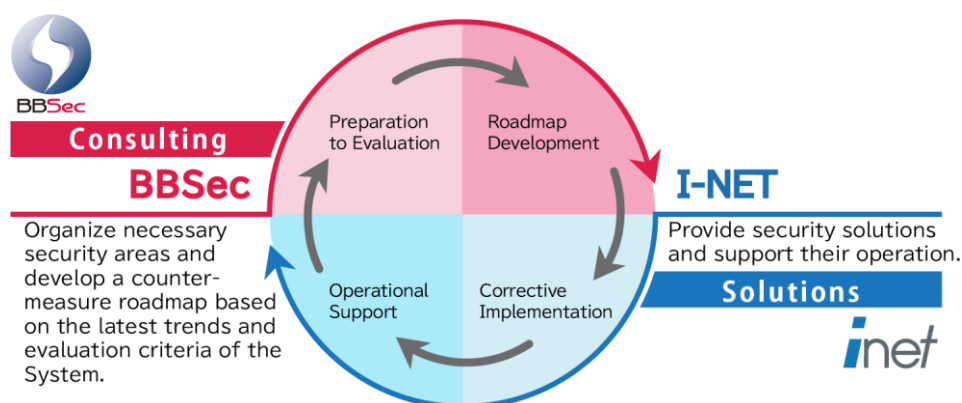 BBSec
Consulting
BBSec
Organize necessary
security areas and
develop a counter-
measure roadmap based
on the latest trends and
evaluation criteria of the
System.
Preparation
to Evaluation
Roadmap
Development
Operational
Support
Corrective
Implementation
I-NET
Provide security solutions
and support their operation.
Solutions
inet